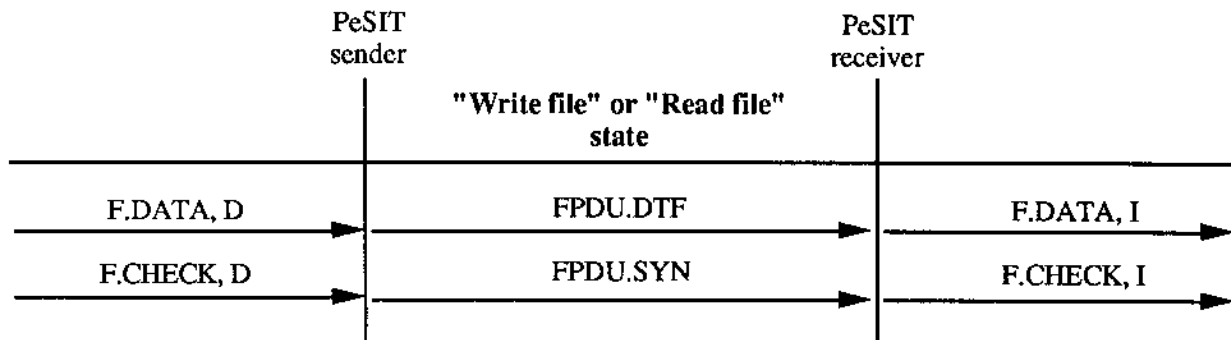 PeSIT
sender
PeSIT
receiver
"Write file" or "Read file"
state
F.DATA, D
FPDU.DTF
F.DATA, I
F.CHECK, D
FPDU.SYN
F.CHECK, I